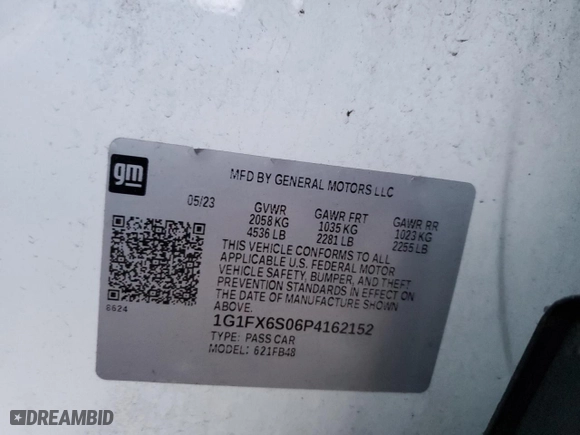 gm
MFD BY GENERAL MOTORS LLC
05/23
GVWR
2058 KG
4536 LB
GAWR FRT
1035 KG
2281 LB
GAWR RR
1023 KG
2255 LB
THIS VEHICLE CONFORMS TO ALL
APPLICABLE U.S. FEDERAL MOTOR
VEHICLE SAFETY, BUMPER, AND THEFT
PREVENTION STANDARDS IN EFFECT ON
THE DATE OF MANUFACTURE SHOWN
ABOVE.
6624
1G1FX6S06P4162152
TYPE: PASS CAR
MODEL: 621FB48
DREAMBID